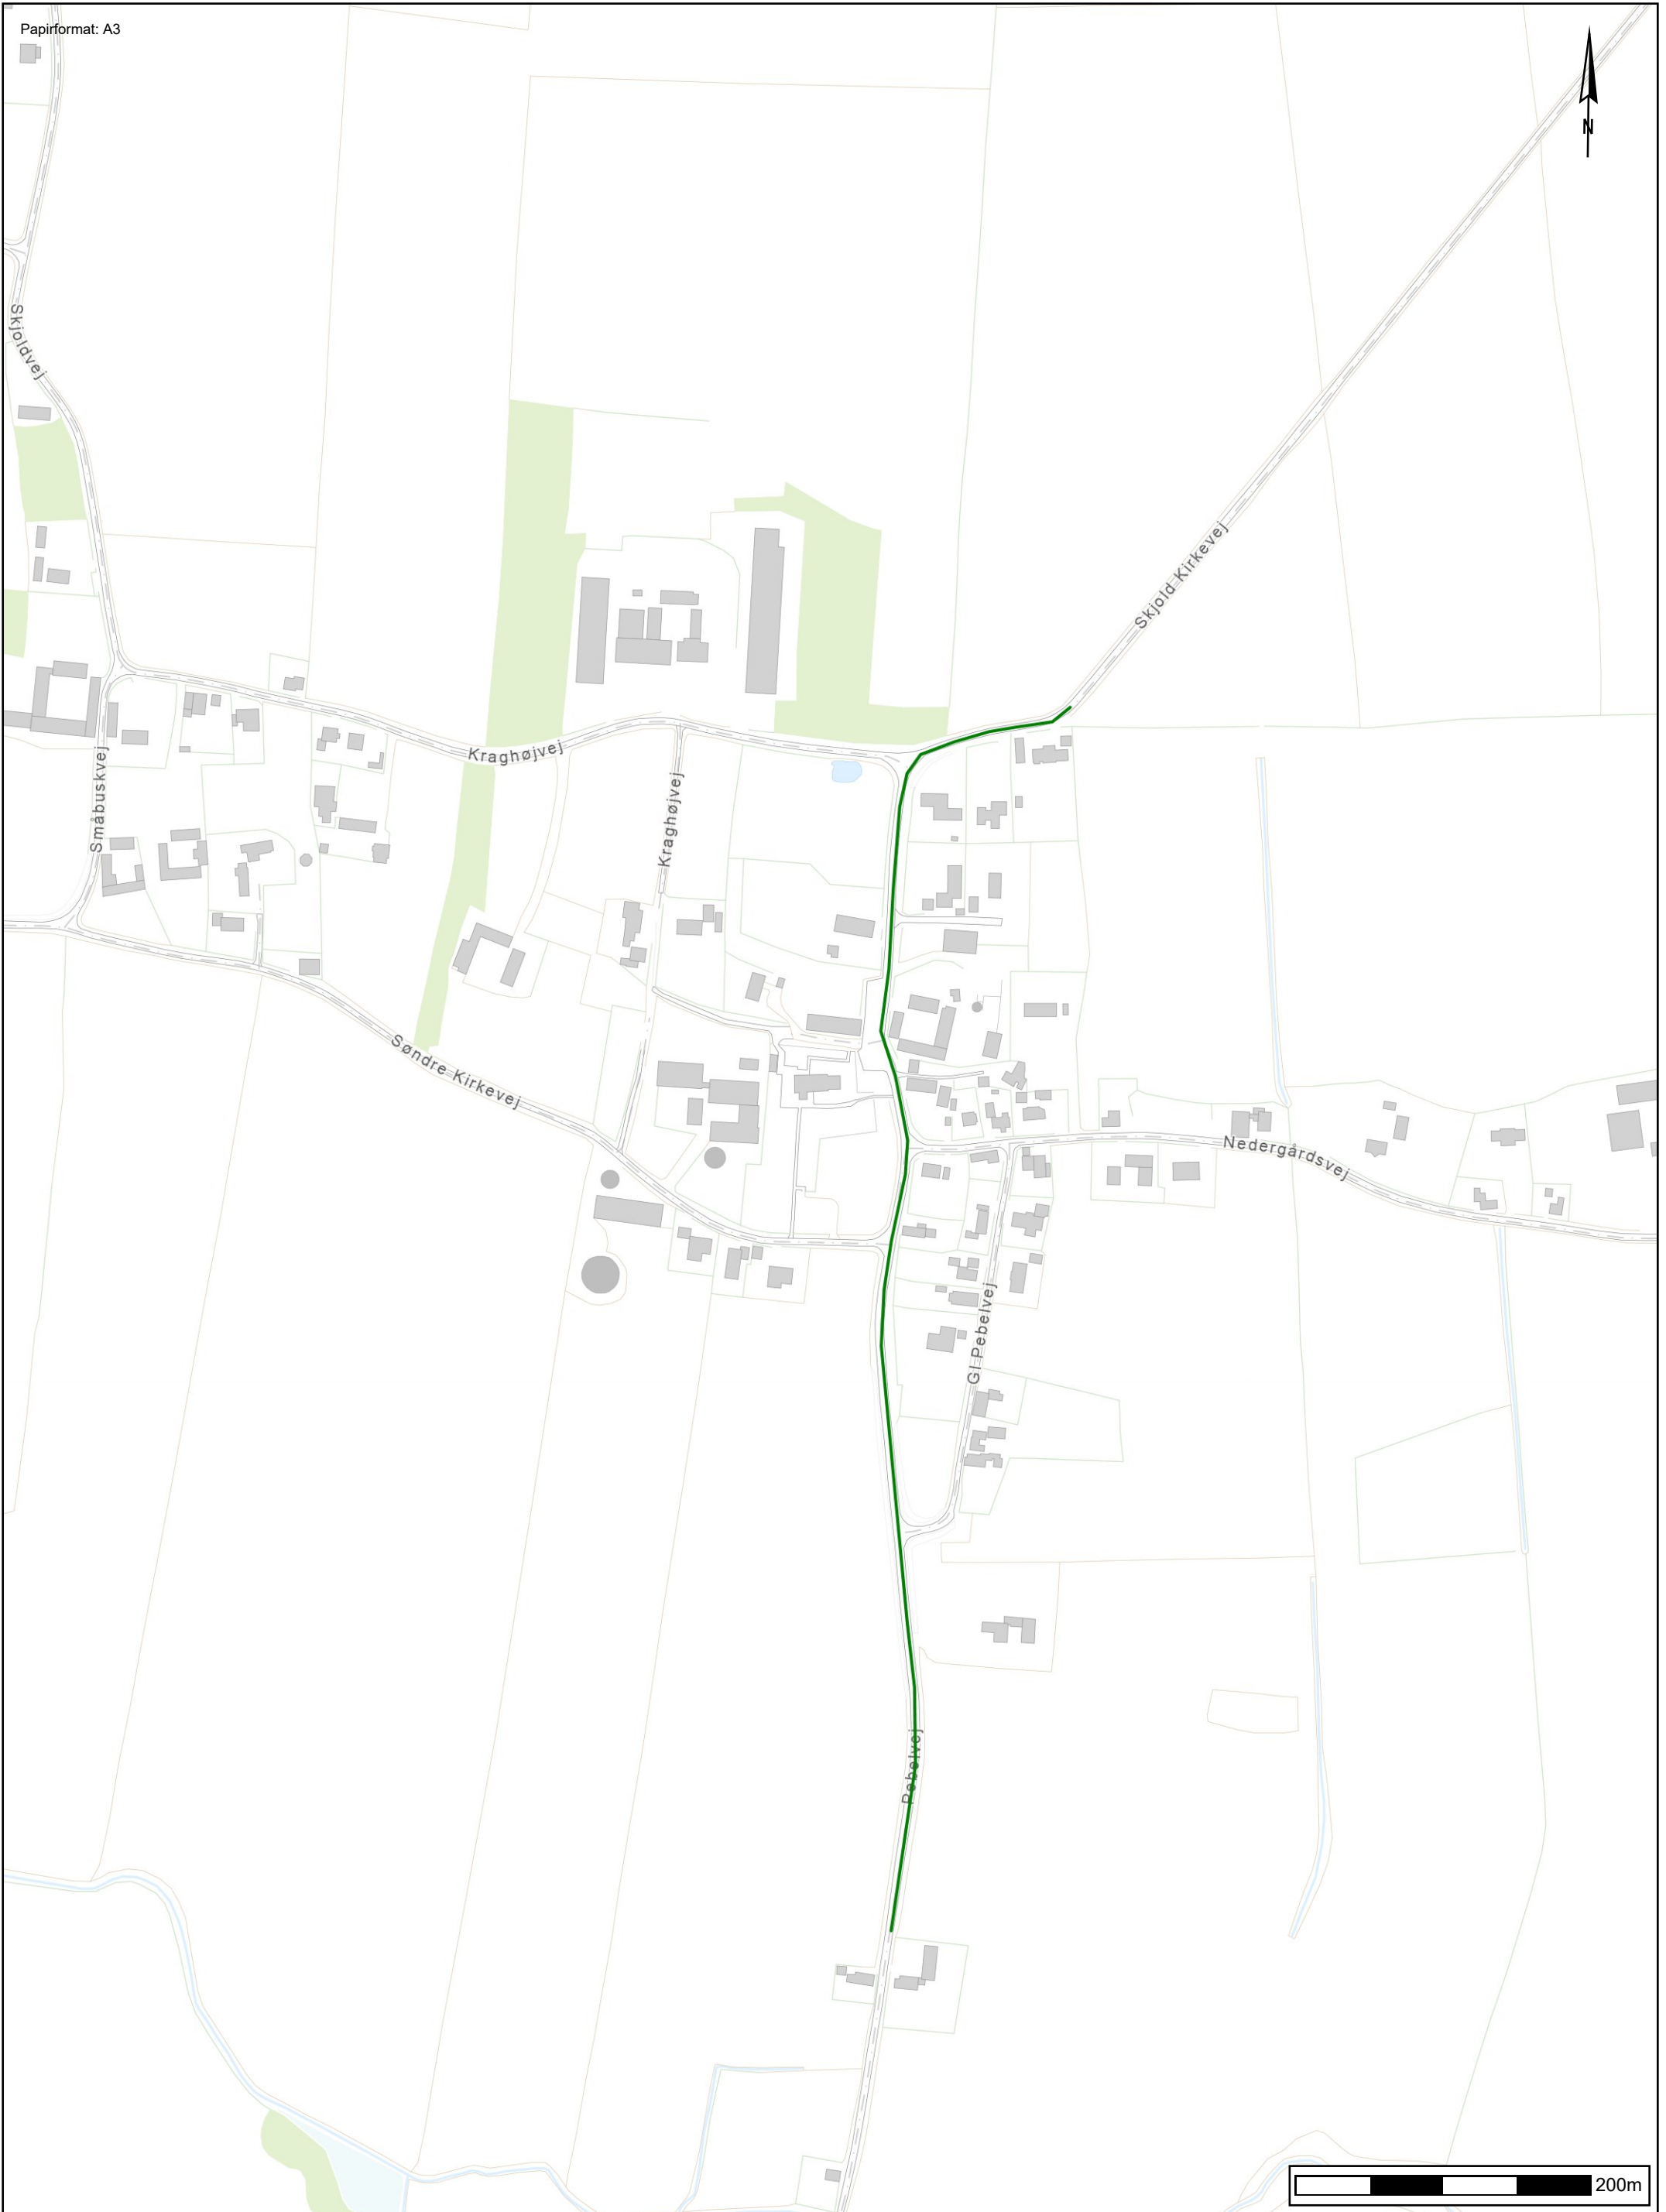 Papirformat: A3
N
Skjoldvej
Skjold Kirkevej
Kraghøjvej
Småbuskvej
Kraghøjvej
Søndre Kirkevej
Nedergårdsvej
Gl Pebelvej
Pebelvej
200m